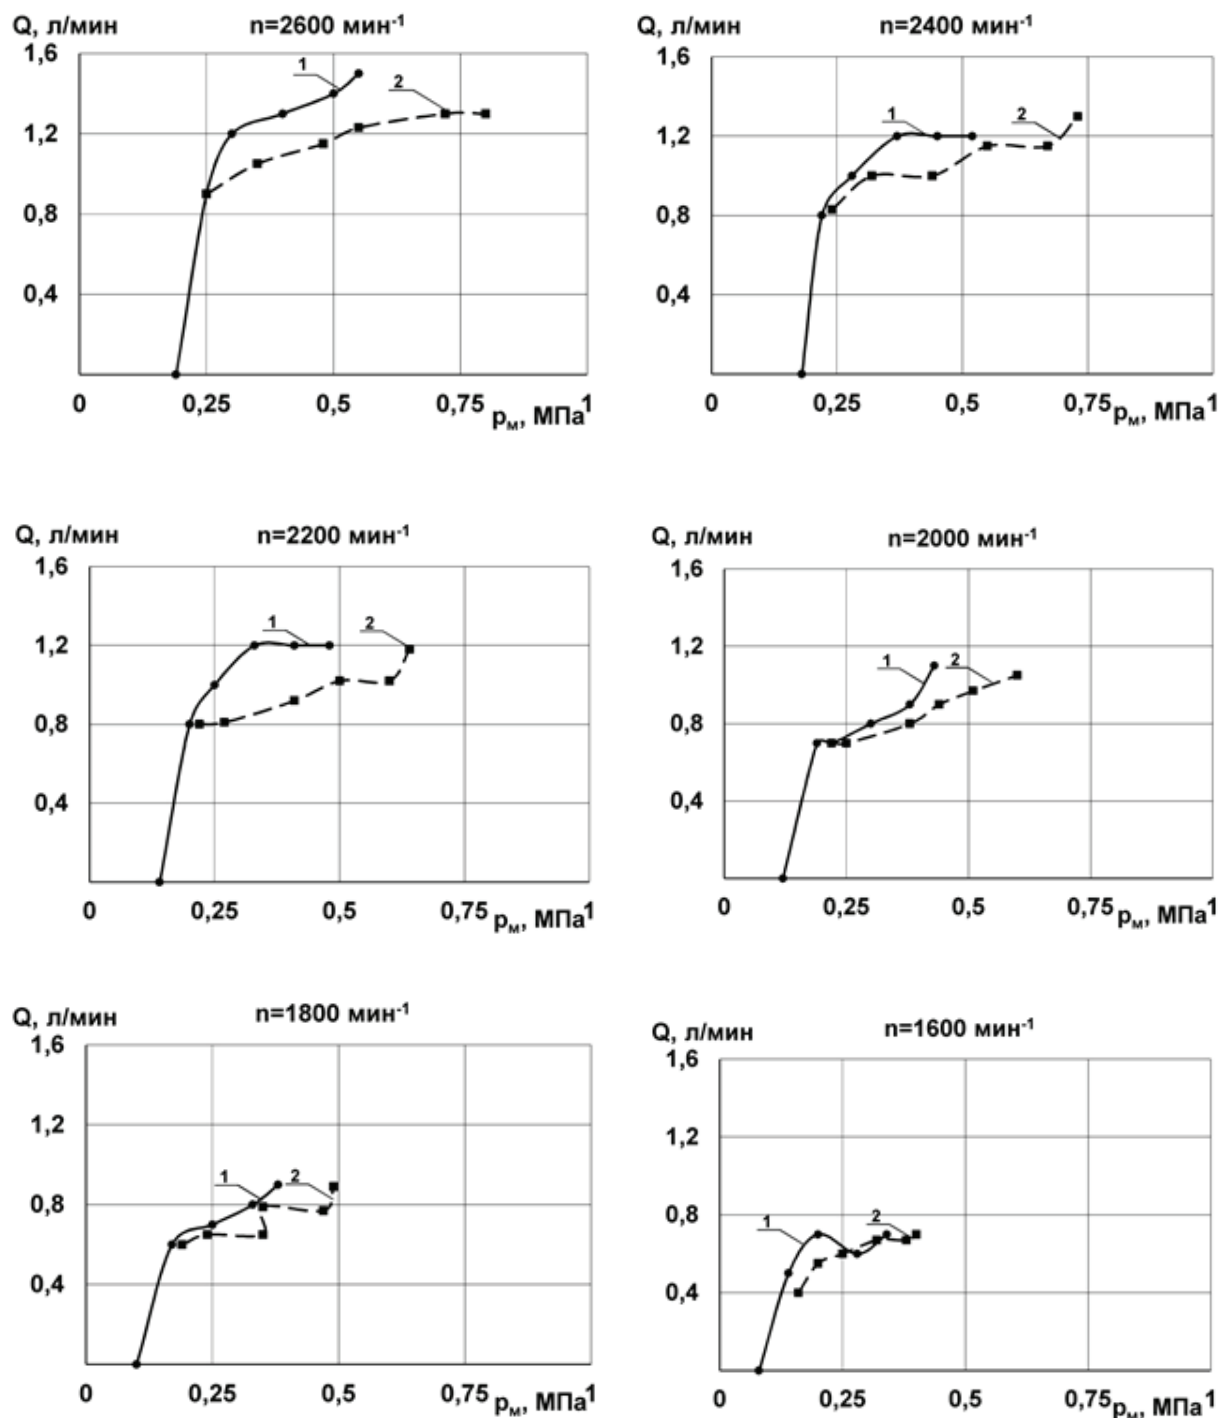 Q, л/мин n=2600 мин⁻¹
1,6
1,2
0,8
0,4
1
2
0 0,25 0,5 0,75 1
pм, МПа
Q, л/мин n=2400 мин⁻¹
1,6
1,2
0,8
0,4
1
2
0 0,25 0,5 0,75 1
pм, МПа
Q, л/мин n=2200 мин⁻¹
1,6
1,2
0,8
0,4
1
2
0 0,25 0,5 0,75 1
pм, МПа
Q, л/мин n=2000 мин⁻¹
1,6
1,2
0,8
0,4
1
2
0 0,25 0,5 0,75 1
pм, МПа
Q, л/мин n=1800 мин⁻¹
1,6
1,2
0,8
0,4
1
2
0 0,25 0,5 0,75 1
pм, МПа
Q, л/мин n=1600 мин⁻¹
1,6
1,2
0,8
0,4
1
2
0 0,25 0,5 0,75 1
pм, МПа